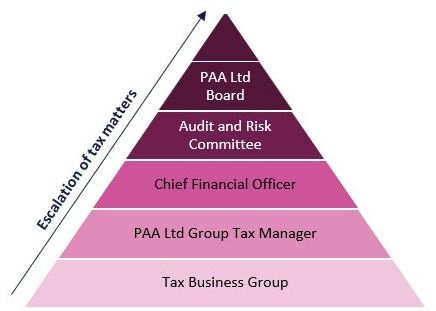 Escalation of tax matters
PAA Ltd
Board
Audit and Risk
Committee
Chief Financial Officer
PAA Ltd Group Tax Manager
Tax Business Group